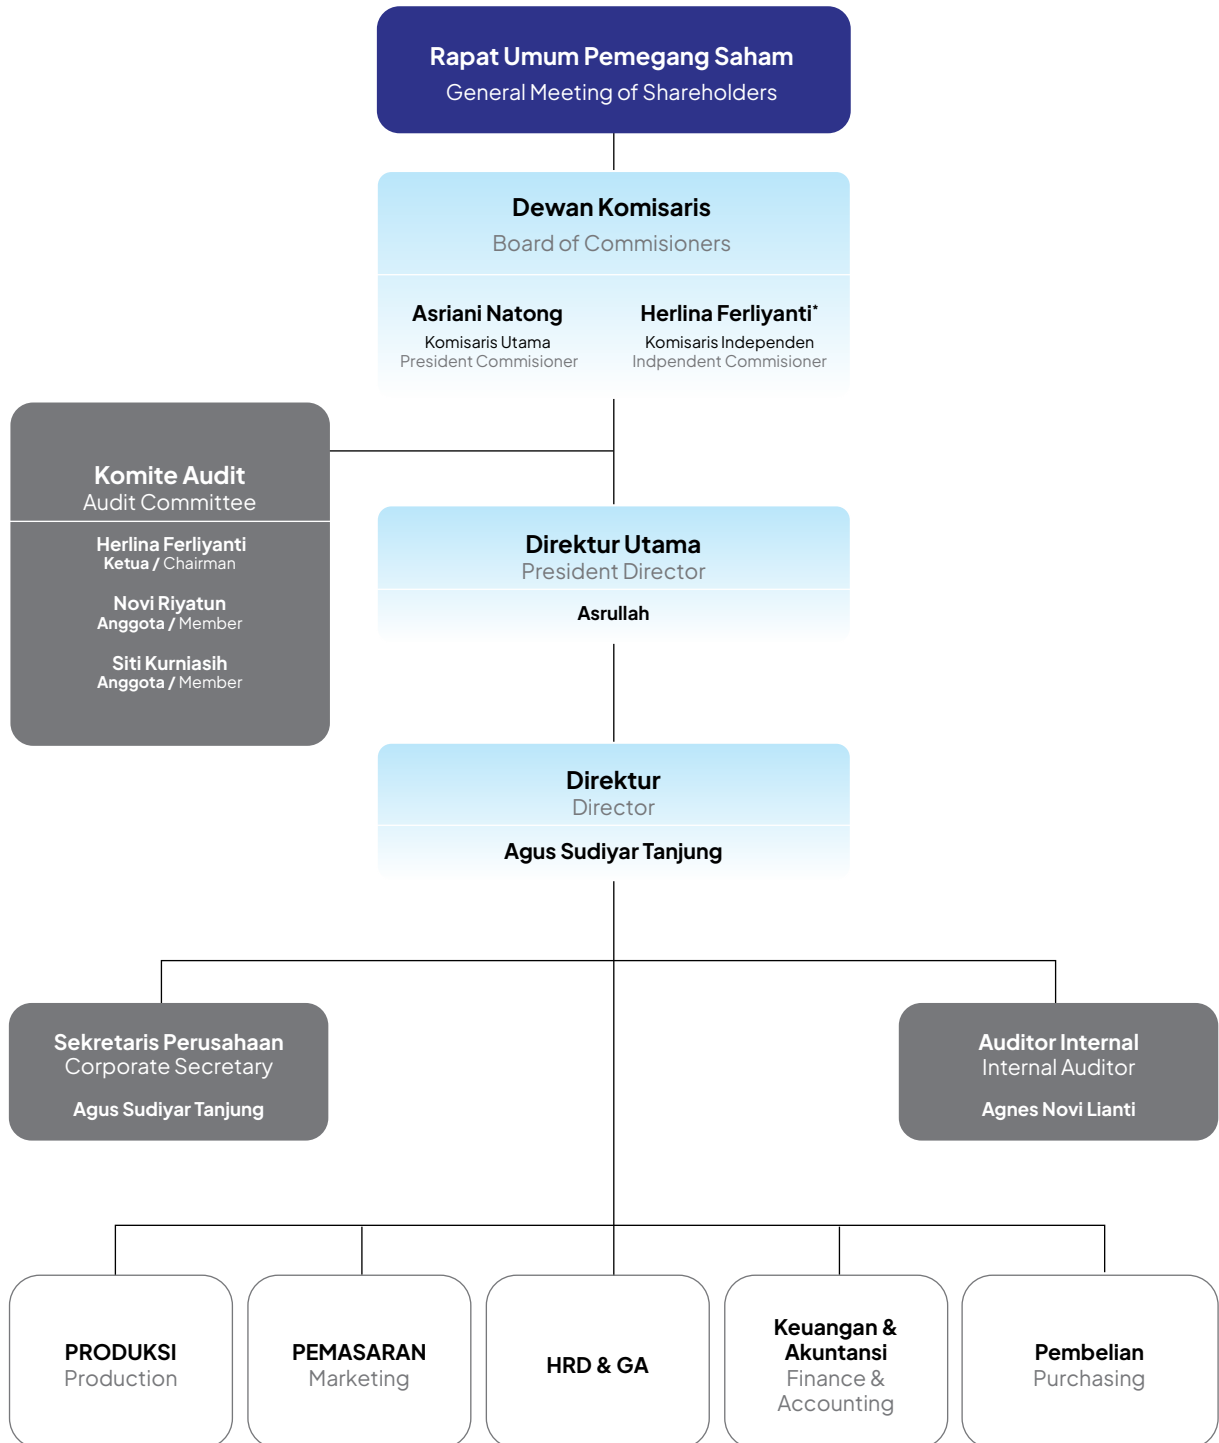 Rapat Umum Pemegang Saham
General Meeting of Shareholders
Dewan Komisaris
Board of Commisioners
Asriani Natong
Komisaris Utama
President Commisioner
Herlina Ferliyanti*
Komisaris Independen
Indpendent Commisioner
Komite Audit
Audit Committee
Herlina Ferliyanti
Ketua / Chairman
Novi Riyatun
Anggota / Member
Siti Kurniasih
Anggota / Member
Direktur Utama
President Director
Asrullah
Direktur
Director
Agus Sudiyar Tanjung
Sekretaris Perusahaan
Corporate Secretary
Agus Sudiyar Tanjung
Auditor Internal
Internal Auditor
Agnes Novi Lianti
PRODUKSI
Production
PEMASARAN
Marketing
HRD & GA
Keuangan &
Akuntansi
Finance &
Accounting
Pembelian
Purchasing